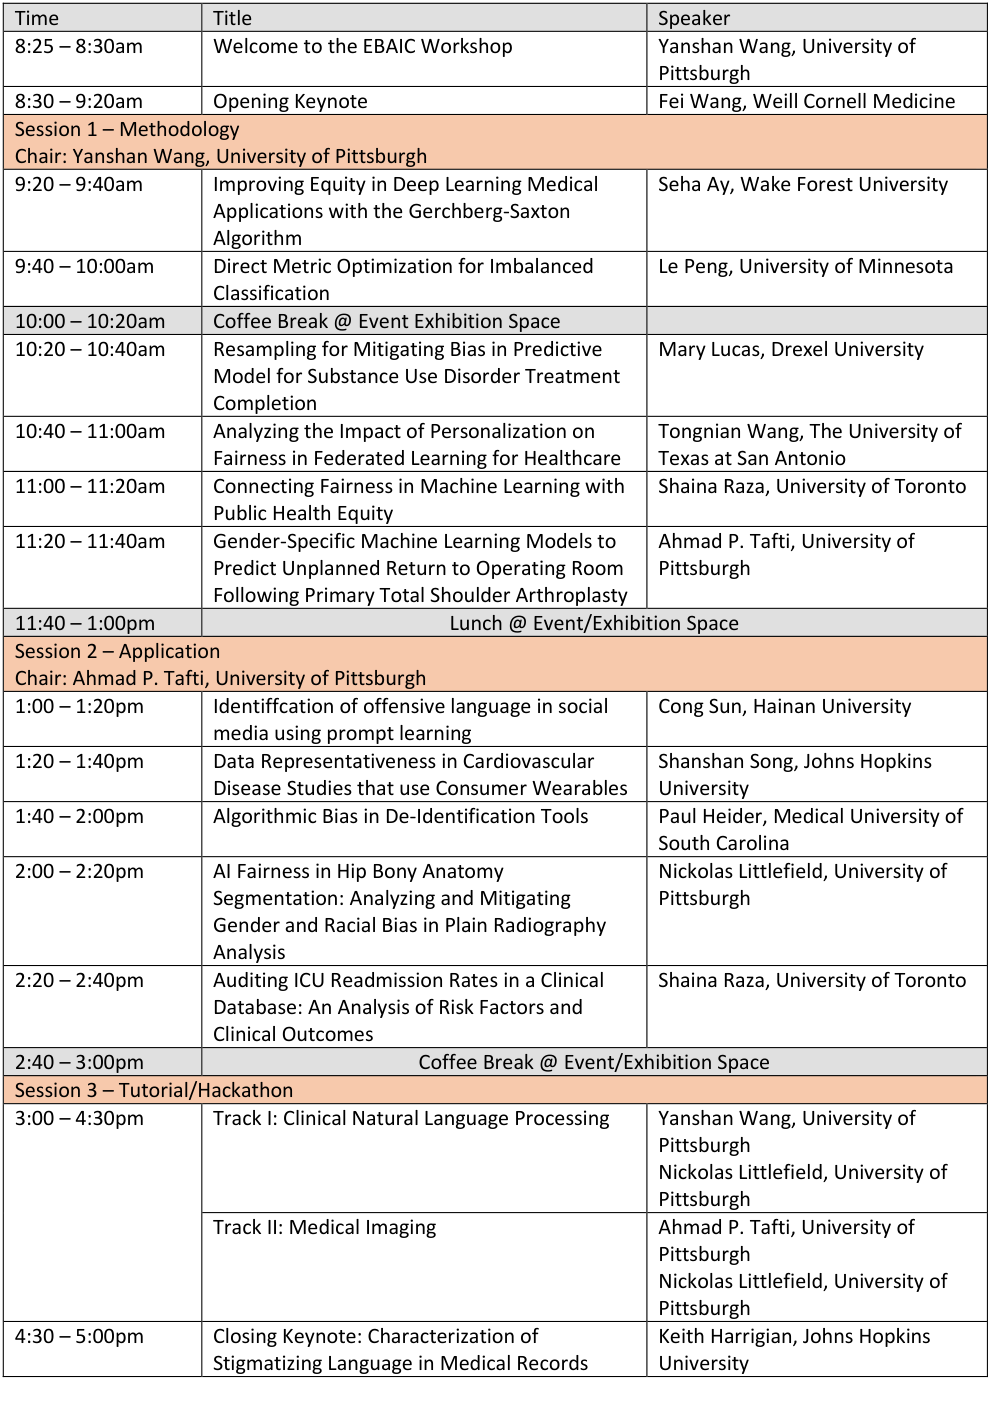 Time Title Speaker
8:25 – 8:30am Welcome to the EBAIC Workshop Yanshan Wang, University of
Pittsburgh
8:30 – 9:20am Opening Keynote Fei Wang, Weill Cornell Medicine
Session 1 – Methodology
Chair: Yanshan Wang, University of Pittsburgh
9:20 – 9:40am Improving Equity in Deep Learning Medical Seha Ay, Wake Forest University
Applications with the Gerchberg-Saxton
Algorithm
9:40 – 10:00am Direct Metric Optimization for Imbalanced Le Peng, University of Minnesota
Classification
10:00 – 10:20am Coffee Break @ Event Exhibition Space
10:20 – 10:40am Resampling for Mitigating Bias in Predictive Mary Lucas, Drexel University
Model for Substance Use Disorder Treatment
Completion
10:40 – 11:00am Analyzing the Impact of Personalization on Tongnian Wang, The University of
Fairness in Federated Learning for Healthcare Texas at San Antonio
11:00 – 11:20am Connecting Fairness in Machine Learning with Shaina Raza, University of Toronto
Public Health Equity
11:20 – 11:40am Gender-Specific Machine Learning Models to Ahmad P. Tafti, University of
Predict Unplanned Return to Operating Room Pittsburgh
Following Primary Total Shoulder Arthroplasty
11:40 – 1:00pm Lunch @ Event/Exhibition Space
Session 2 – Application
Chair: Ahmad P. Tafti, University of Pittsburgh
1:00 – 1:20pm Identiffcation of offensive language in social Cong Sun, Hainan University
media using prompt learning
1:20 – 1:40pm Data Representativeness in Cardiovascular Shanshan Song, Johns Hopkins
Disease Studies that use Consumer Wearables University
1:40 – 2:00pm Algorithmic Bias in De-Identification Tools Paul Heider, Medical University of
South Carolina
2:00 – 2:20pm AI Fairness in Hip Bony Anatomy Nickolas Littlefield, University of
Segmentation: Analyzing and Mitigating Pittsburgh
Gender and Racial Bias in Plain Radiography
Analysis
2:20 – 2:40pm Auditing ICU Readmission Rates in a Clinical Shaina Raza, University of Toronto
Database: An Analysis of Risk Factors and
Clinical Outcomes
2:40 – 3:00pm Coffee Break @ Event/Exhibition Space
Session 3 – Tutorial/Hackathon
3:00 – 4:30pm Track I: Clinical Natural Language Processing Yanshan Wang, University of
Pittsburgh
Nickolas Littlefield, University of
Pittsburgh
Track II: Medical Imaging Ahmad P. Tafti, University of
Pittsburgh
Nickolas Littlefield, University of
Pittsburgh
4:30 – 5:00pm Closing Keynote: Characterization of Keith Harrigian, Johns Hopkins
Stigmatizing Language in Medical Records University